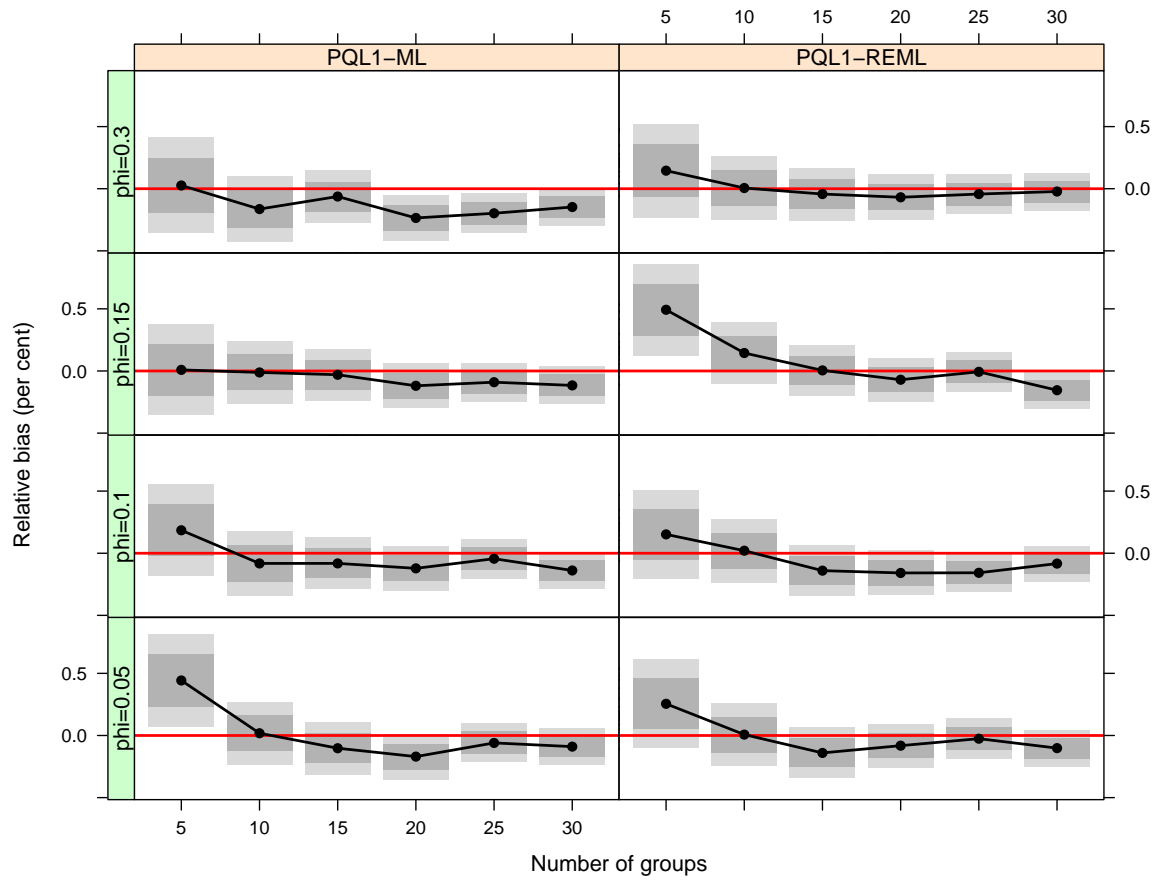 5 10 15 20 25 30
PQL1−ML PQL1−REML
phi=0.3
0.5
0.0
phi=0.15
0.5
0.0
phi=0.1
0.5
0.0
phi=0.05
0.5
0.0
5 10 15 20 25 30
Relative bias (per cent)
Number of groups